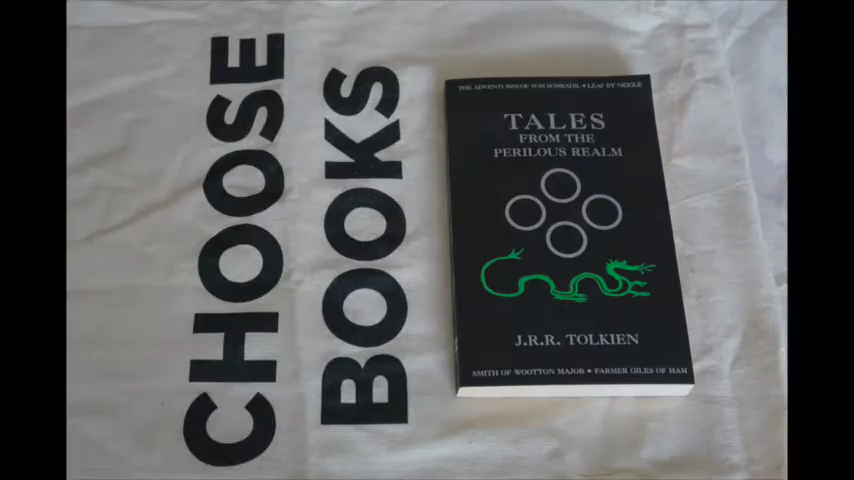 CHOOSE
BOOKS
THE ADVENTURES OF TOM BOMBADIL • LEAF BY NIGGLE
TALES
FROM THE
PERILOUS REALM
J.R.R. TOLKIEN
SMITH OF WOOTTON MAJOR • FARMER GILES OF HAM